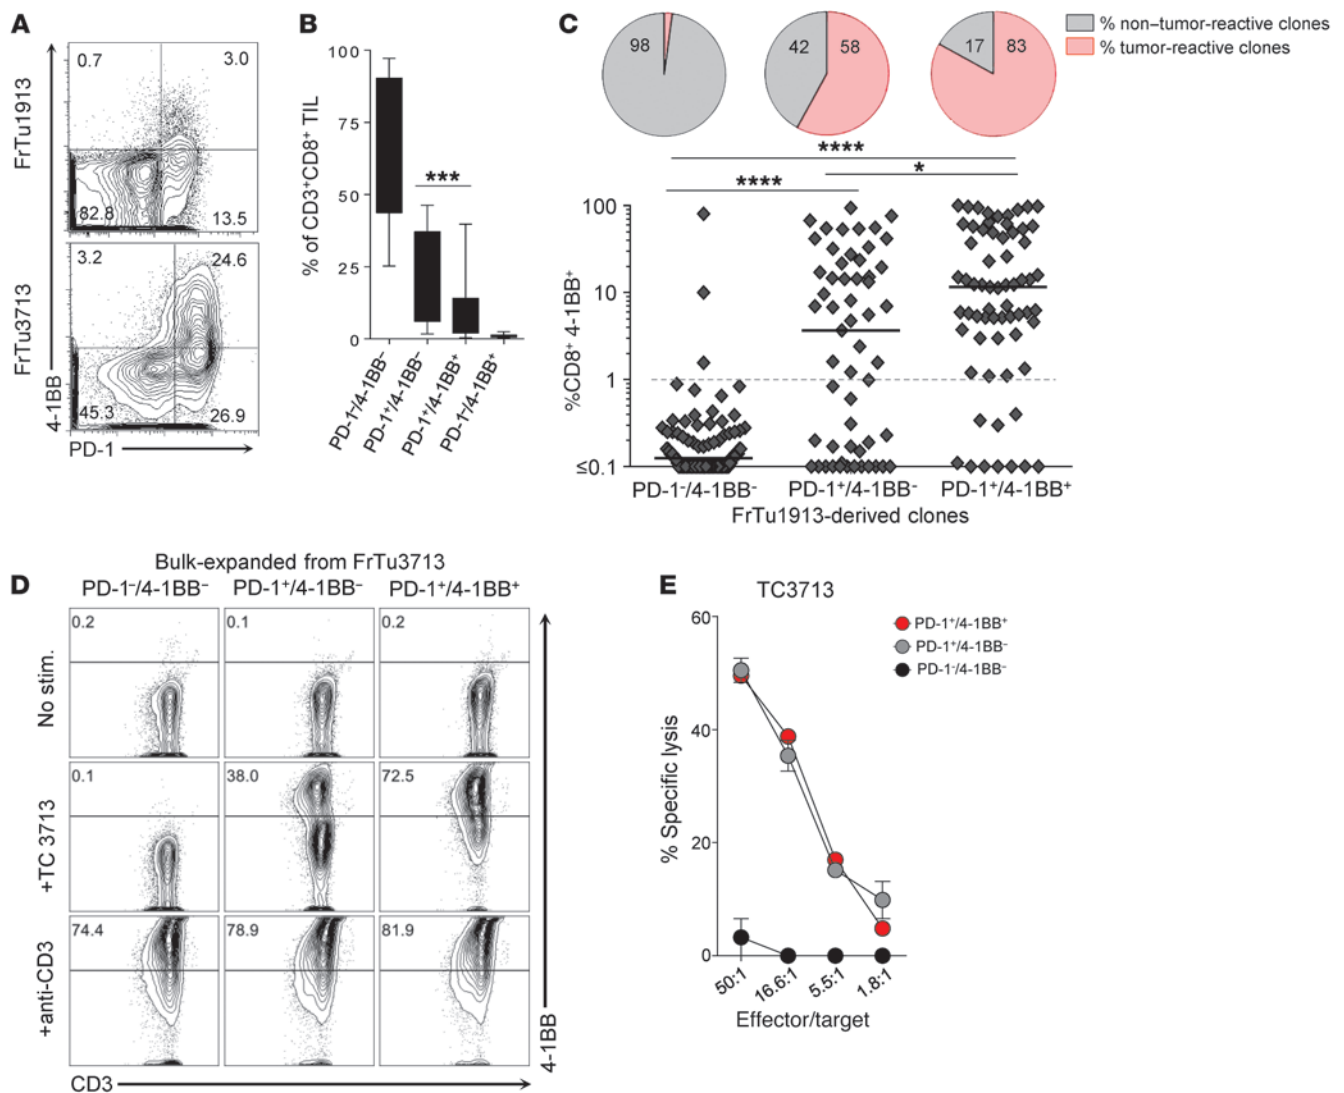 A
FrTu1913
0.7
3.0
82.8
13.5
FrTu3713
3.2
24.6
45.3
26.9
4-1BB
PD-1
B
% of CD3⁺CD8⁺ TIL
100
75
50
25
0
***
PD-1⁻/4-1BB⁻
PD-1⁺/4-1BB⁻
PD-1⁺/4-1BB⁺
PD-1⁻/4-1BB⁺
C
98
42
58
17
83
% non–tumor-reactive clones
% tumor-reactive clones
****
*
****
%CD8⁺ 4-1BB⁺
100
10
1
≤0.1
PD-1⁻/4-1BB⁻
PD-1⁺/4-1BB⁻
PD-1⁺/4-1BB⁺
FrTu1913-derived clones
D
Bulk-expanded from FrTu3713
PD-1⁻/4-1BB⁻
PD-1⁺/4-1BB⁻
PD-1⁺/4-1BB⁺
No stim.
0.2
0.1
0.2
+TC 3713
0.1
38.0
72.5
+anti-CD3
74.4
78.9
81.9
4-1BB
CD3
E
TC3713
PD-1⁺/4-1BB⁺
PD-1⁺/4-1BB⁻
PD-1⁻/4-1BB⁻
% Specific lysis
60
40
20
0
50:1
16.6:1
5.5:1
1.8:1
Effector/target